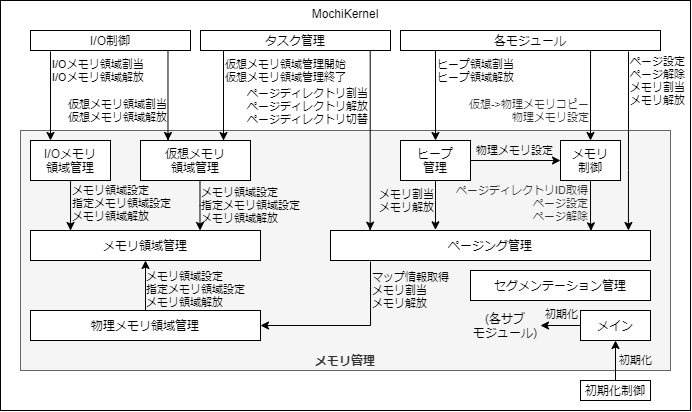 MochiKernel
I/O制御
タスク管理
各モジュール
I/Oメモリ領域割当
I/Oメモリ領域解放
仮想メモリ領域割当
仮想メモリ領域解放
仮想メモリ領域管理開始
仮想メモリ領域管理終了
ページディレクトリ割当
ページディレクトリ解放
ページディレクトリ切替
ヒープ領域割当
ヒープ領域解放
仮想->物理メモリコピー
物理メモリ設定
ページ設定
ページ解除
メモリ割当
メモリ解放
I/Oメモリ
領域管理
仮想メモリ
領域管理
ヒープ
管理
物理メモリ設定
メモリ
制御
メモリ領域設定
指定メモリ領域設定
メモリ領域解放
メモリ領域設定
指定メモリ領域設定
メモリ領域解放
メモリ割当
メモリ解放
ページディレクトリID取得
ページ設定
ページ解除
メモリ領域管理
ページング管理
メモリ領域設定
指定メモリ領域設定
メモリ領域解放
マップ情報取得
メモリ割当
メモリ解放
セグメンテーション管理
物理メモリ領域管理
(各サブ
モジュール)
初期化
メイン
メモリ管理
初期化
初期化制御